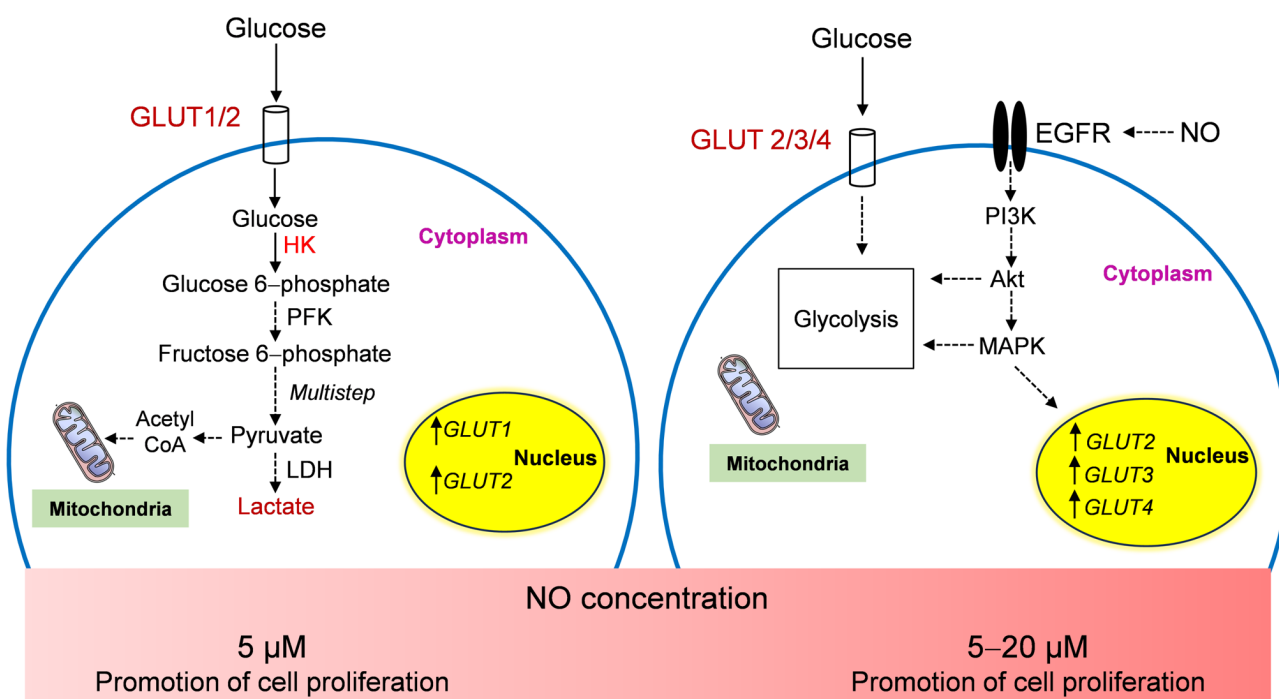 Glucose
GLUT1/2
Glucose
HK
Glucose 6–phosphate
PFK
Fructose 6–phosphate
Multistep
Acetyl
CoA
Pyruvate
LDH
Lactate
Mitochondria
Cytoplasm
GLUT1
Nucleus
GLUT2
Glucose
GLUT 2/3/4
EGFR
NO
PI3K
Akt
Glycolysis
MAPK
Cytoplasm
Mitochondria
GLUT2
Nucleus
GLUT3
GLUT4
NO concentration
5 µM
Promotion of cell proliferation
5–20 µM
Promotion of cell proliferation